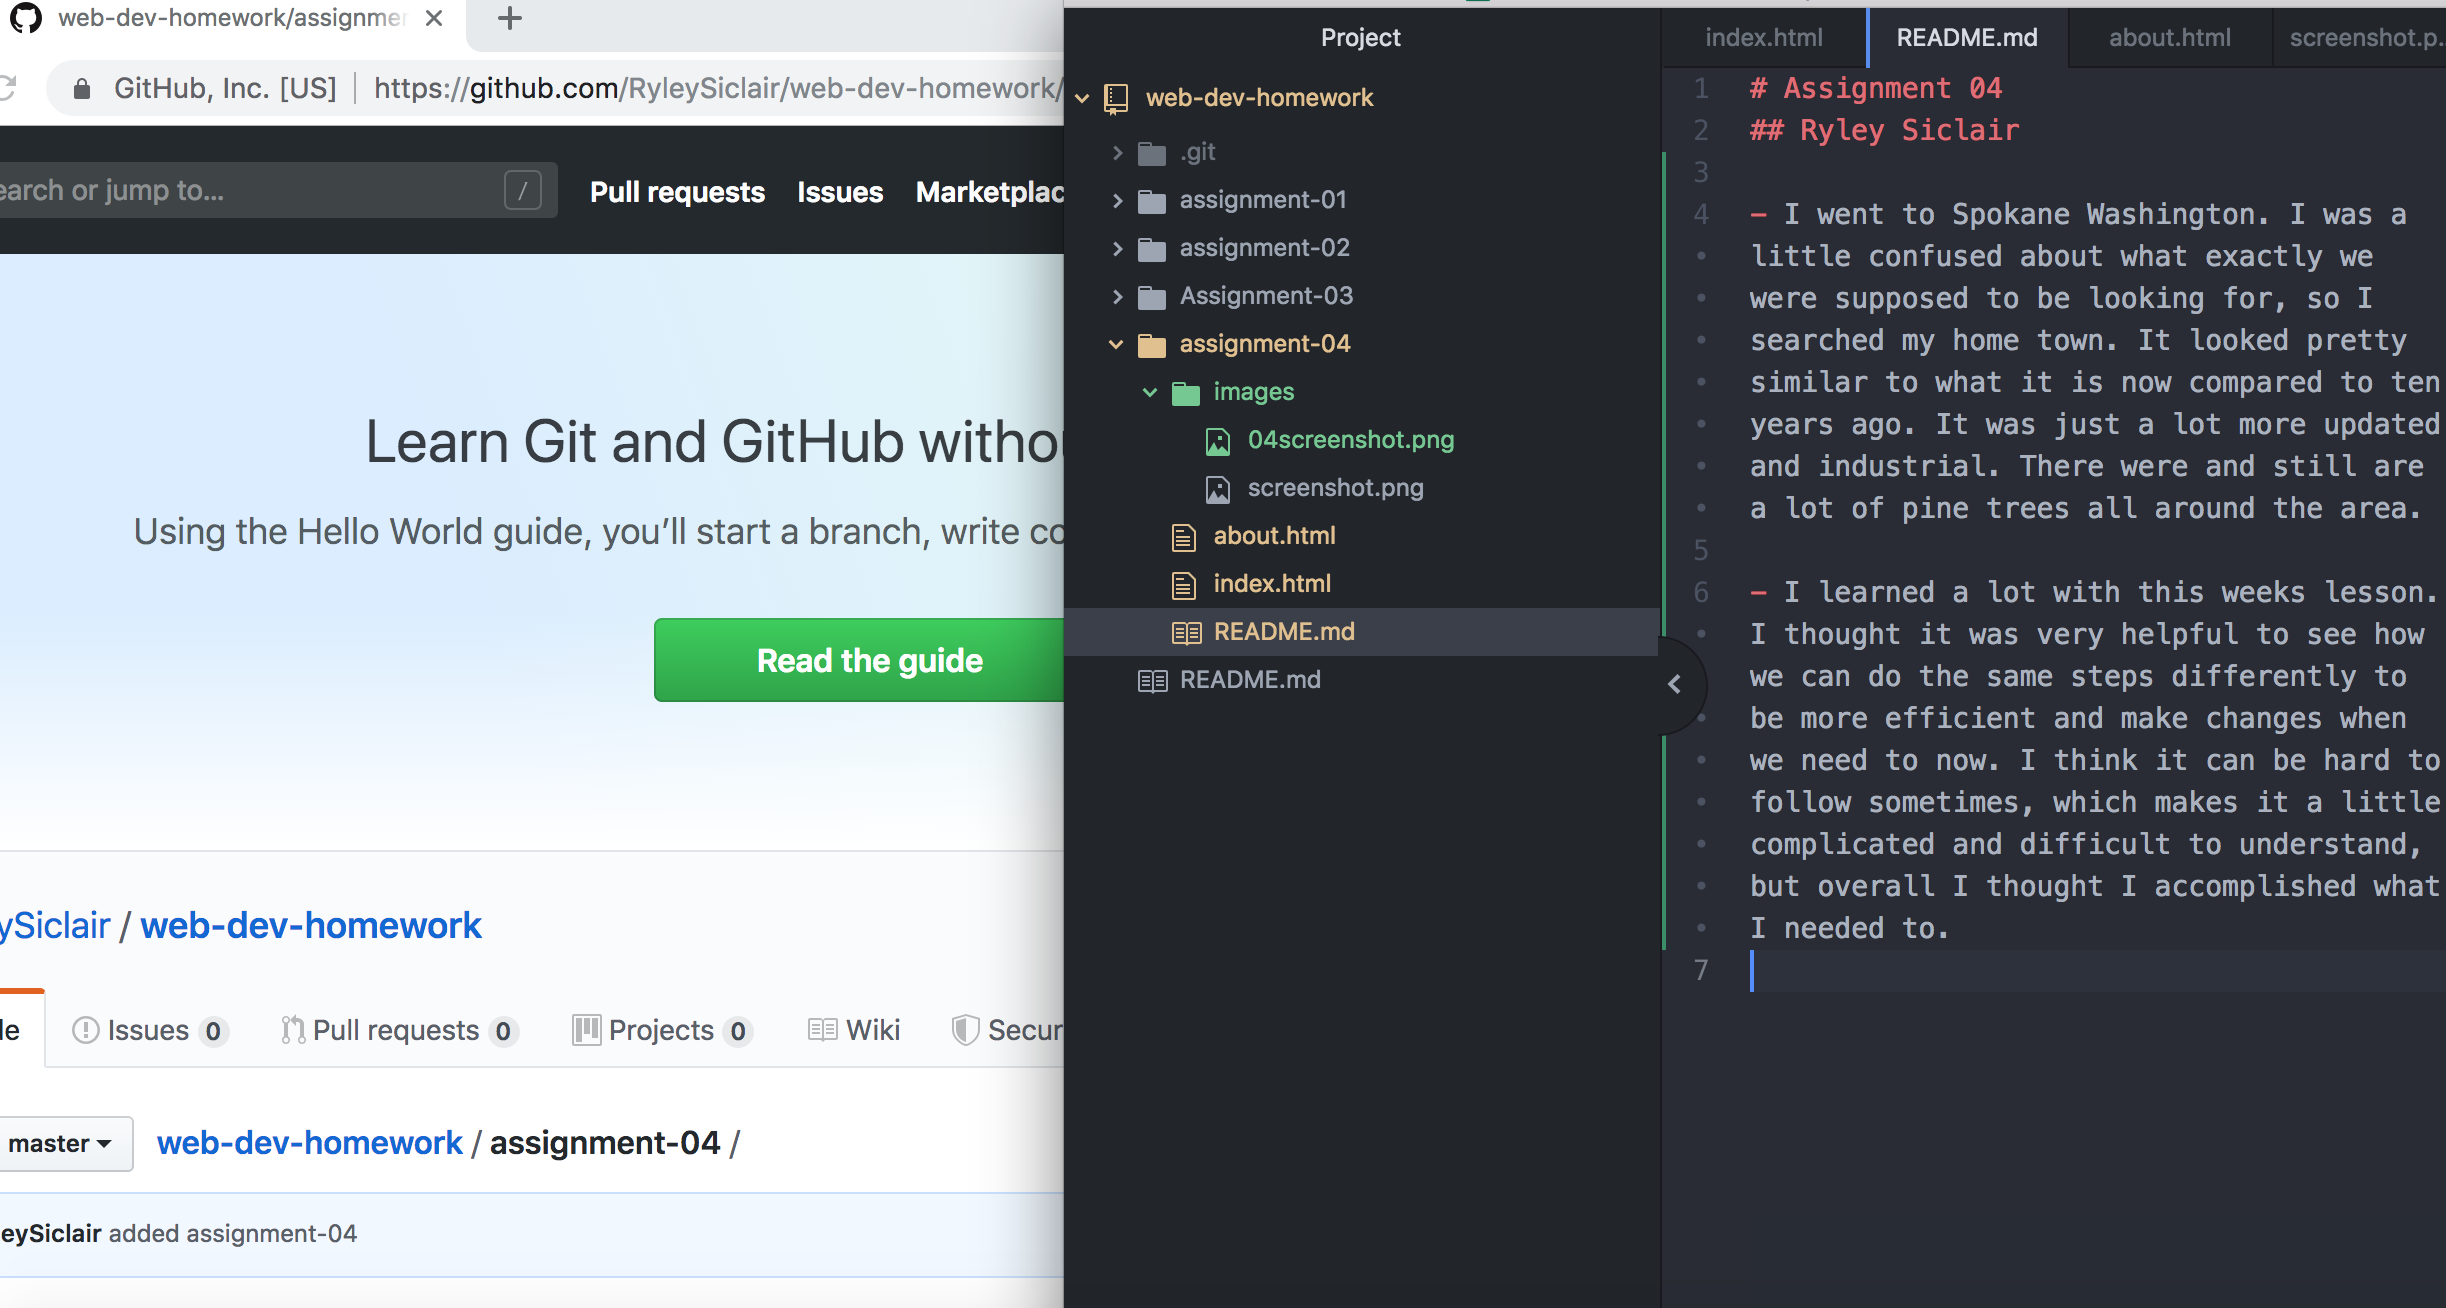 web-dev-homework/assignmen
GitHub, Inc. [US] | https://github.com/RyleySiclair/web-dev-homework/
earch or jump to... /
Pull requests Issues Marketplac
Learn Git and GitHub withou
Using the Hello World guide, you’ll start a branch, write co
Read the guide
ySiclair / web-dev-homework
le Issues 0 Pull requests 0 Projects 0 Wiki Secur
master web-dev-homework / assignment-04 /
eySiclair added assignment-04
Project
web-dev-homework
.git
assignment-01
assignment-02
Assignment-03
assignment-04
images
04screenshot.png
screenshot.png
about.html
index.html
README.md
README.md
index.html README.md about.html screenshot.p...
1 # Assignment 04
2 ## Ryley Siclair
3
4 - I went to Spokane Washington. I was a
little confused about what exactly we
were supposed to be looking for, so I
searched my home town. It looked pretty
similar to what it is now compared to ten
years ago. It was just a lot more updated
and industrial. There were and still are
a lot of pine trees all around the area.
5
6 - I learned a lot with this weeks lesson.
I thought it was very helpful to see how
we can do the same steps differently to
be more efficient and make changes when
we need to now. I think it can be hard to
follow sometimes, which makes it a little
complicated and difficult to understand,
but overall I thought I accomplished what
I needed to.
7